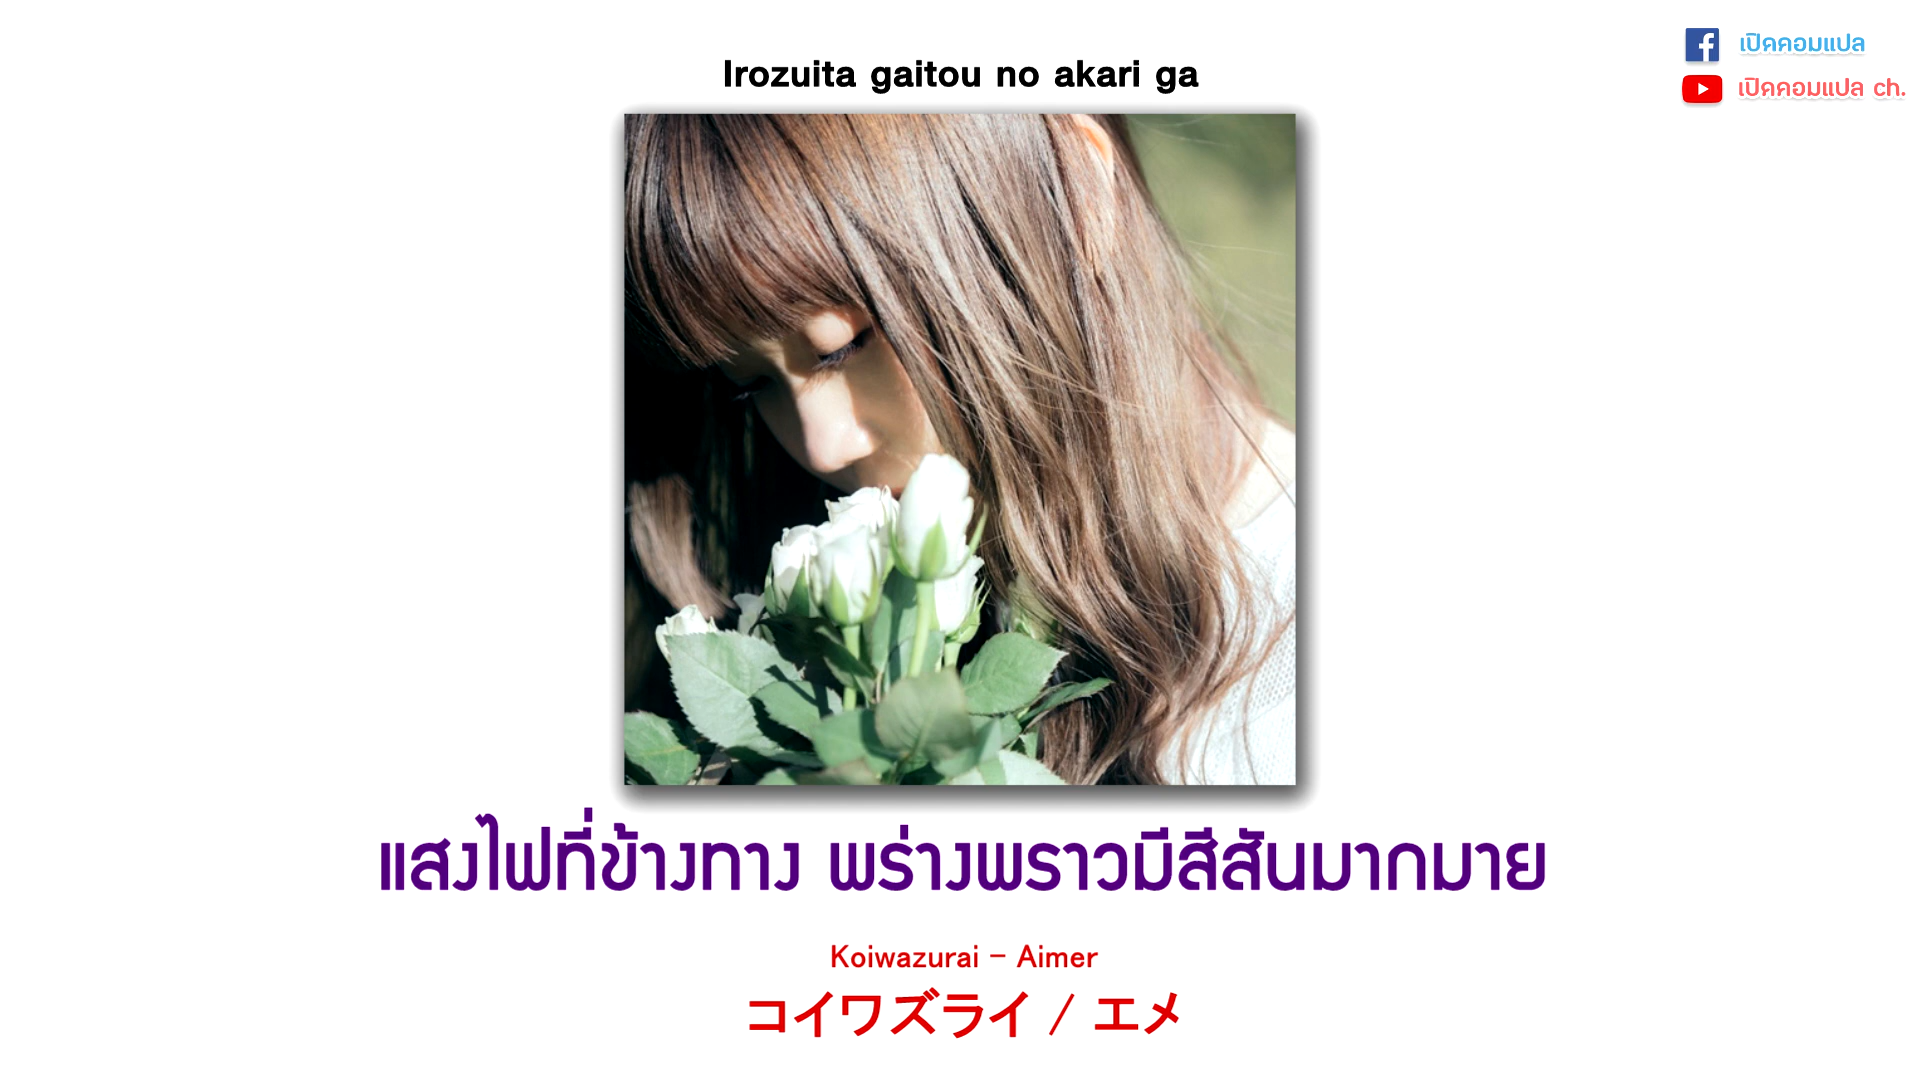 เปิดคอมแปล
เปิดคอมแปล ch.
Irozuita gaitou no akari ga
แสงไฟที่ข้างทาง พร่างพราวมีสีสันมากมาย
Koiwazurai - Aimer
コイワズライ / エメ